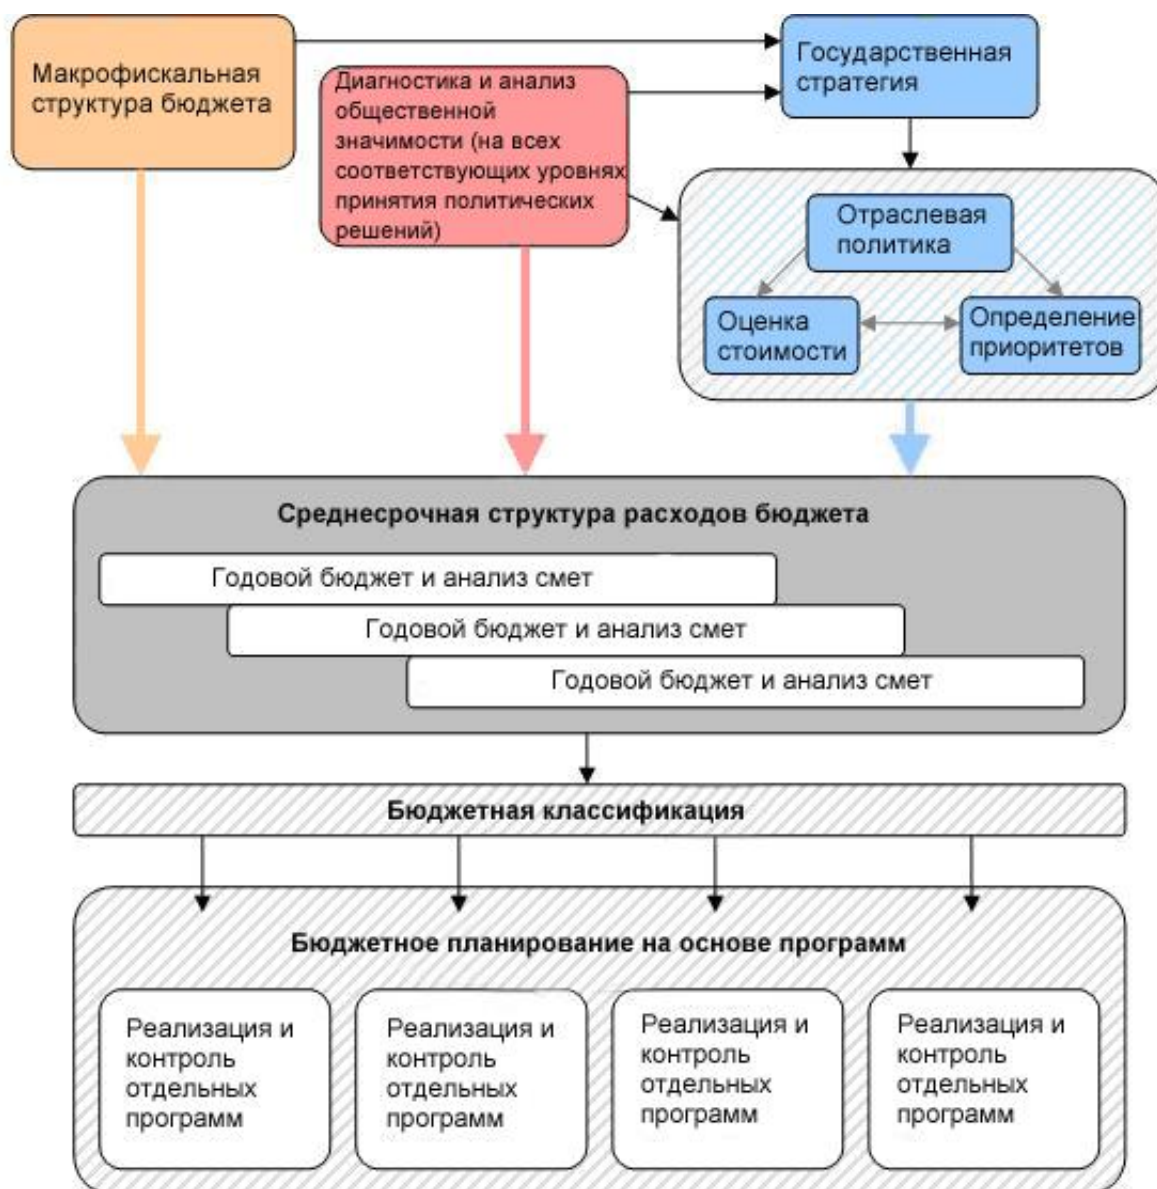 Макрофискальная
структура бюджета
Диагностика и анализ
общественной
значимости (на всех
соответствующих уровнях
принятия политических
решений)
Государственная
стратегия
Отраслевая
политика
Оценка
стоимости
Определение
приоритетов
Среднесрочная структура расходов бюджета
Годовой бюджет и анализ смет
Годовой бюджет и анализ смет
Годовой бюджет и анализ смет
Бюджетная классификация
Бюджетное планирование на основе программ
Реализация и
контроль
отдельных
программ
Реализация и
контроль
отдельных
программ
Реализация и
контроль
отдельных
программ
Реализация и
контроль
отдельных
программ